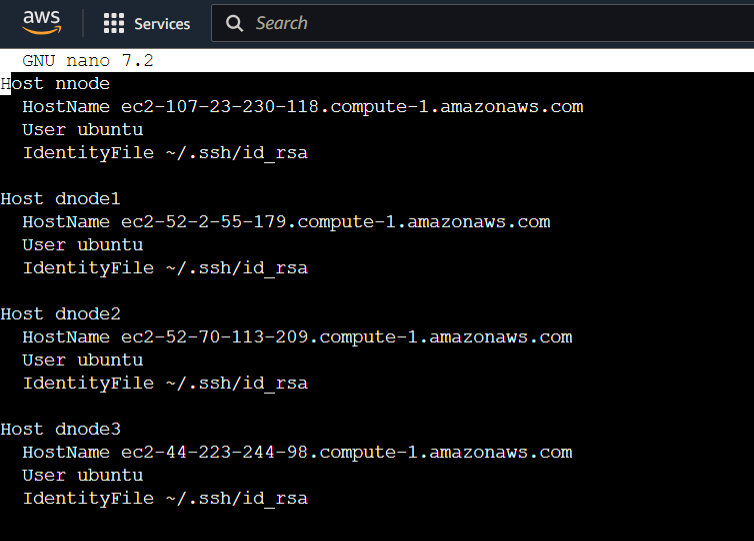 aws
Services
Search
GNU nano 7.2
Host nnode
HostName ec2-107-23-230-118.compute-1.amazonaws.com
User ubuntu
IdentityFile ~/.ssh/id_rsa
Host dnode1
HostName ec2-52-2-55-179.compute-1.amazonaws.com
User ubuntu
IdentityFile ~/.ssh/id_rsa
Host dnode2
HostName ec2-52-70-113-209.compute-1.amazonaws.com
User ubuntu
IdentityFile ~/.ssh/id_rsa
Host dnode3
HostName ec2-44-223-244-98.compute-1.amazonaws.com
User ubuntu
IdentityFile ~/.ssh/id_rsa